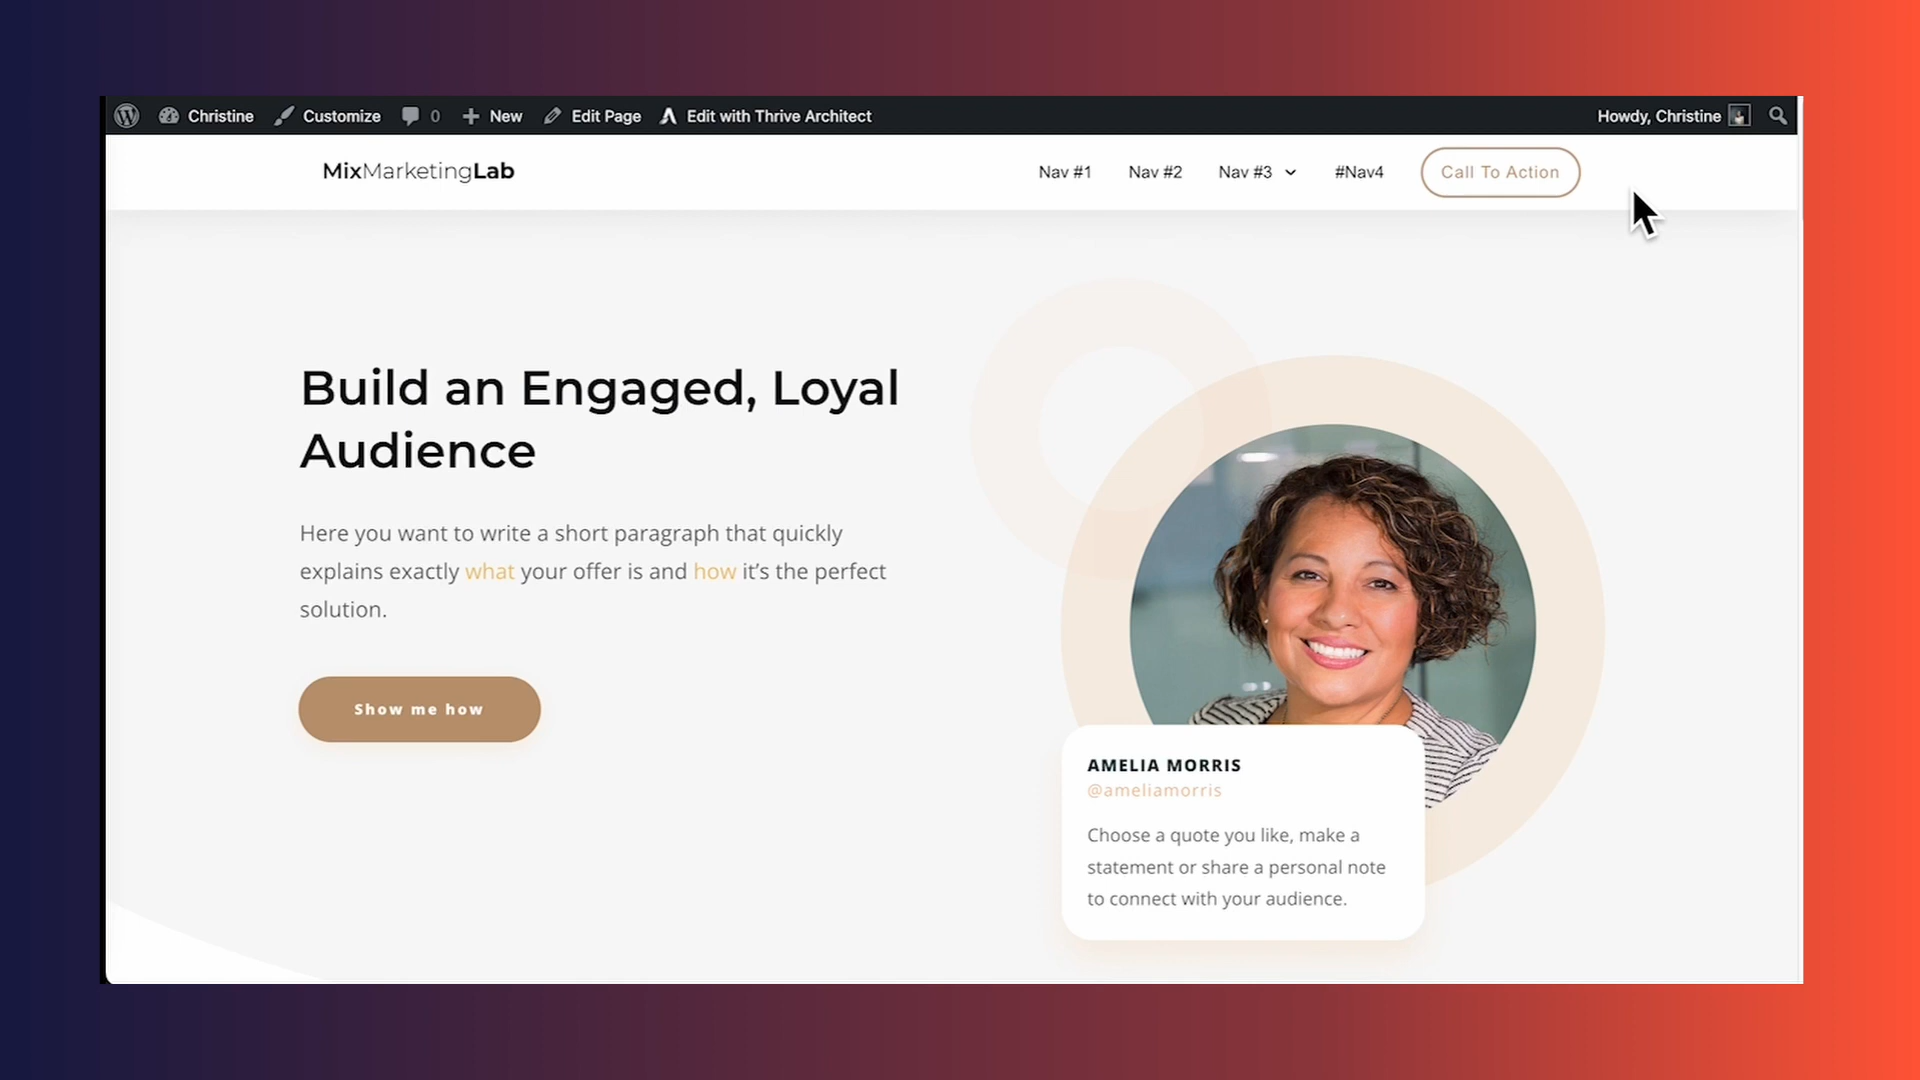 Christine Customize 0 New Edit Page Edit with Thrive Architect Howdy, Christine
MixMarketingLab Nav #1 Nav #2 Nav #3 #Nav4 Call To Action
Build an Engaged, Loyal
Audience
Here you want to write a short paragraph that quickly
explains exactly what your offer is and how it’s the perfect
solution.
Show me how
AMELIA MORRIS
@ameliamorris
Choose a quote you like, make a
statement or share a personal note
to connect with your audience.